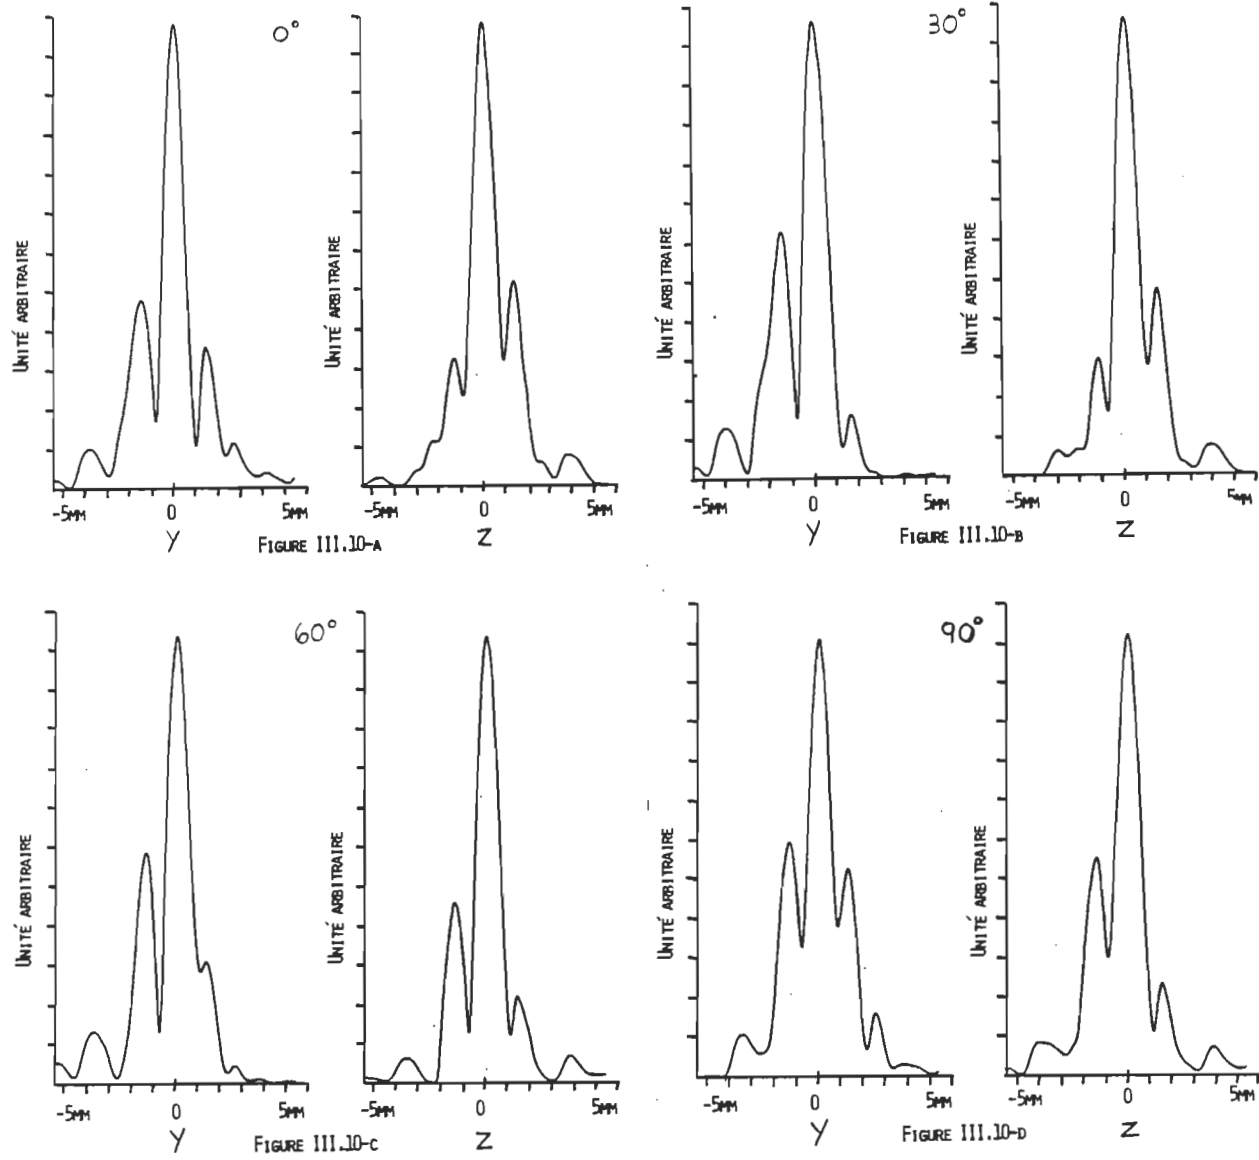 0°
UNITÉ ARBITRAIRE
-5MM 0 5MM
Y
UNITÉ ARBITRAIRE
-5MM 0 5MM
Z
FIGURE III.10-A
30°
UNITÉ ARBITRAIRE
-5MM 0 5MM
Y
UNITÉ ARBITRAIRE
-5MM 0 5MM
Z
FIGURE III.10-B
60°
UNITÉ ARBITRAIRE
-5MM 0 5MM
Y
UNITÉ ARBITRAIRE
-5MM 0 5MM
Z
FIGURE III.10-C
90°
UNITÉ ARBITRAIRE
-5MM 0 5MM
Y
UNITÉ ARBITRAIRE
-5MM 0 5MM
Z
FIGURE III.10-D